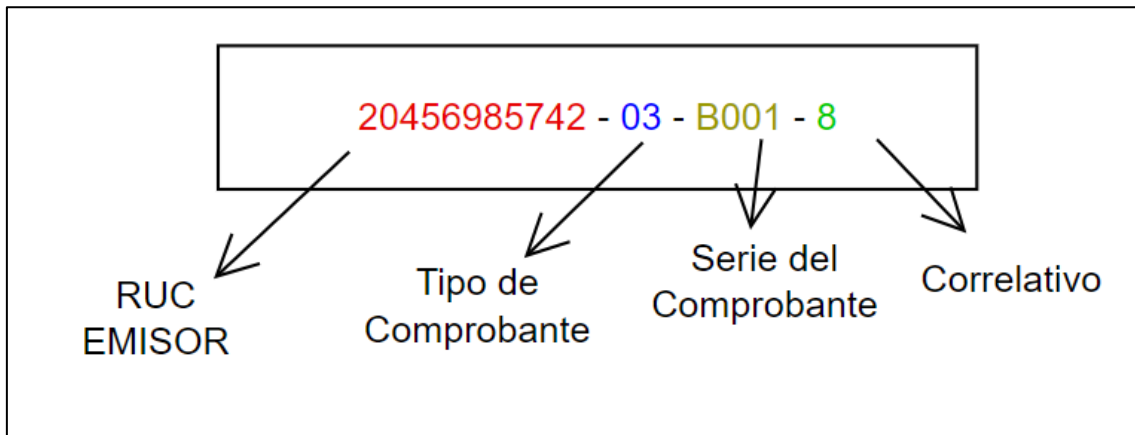 20456985742 - 03 - B001 - 8
RUC
EMISOR
Tipo de
Comprobante
Serie del
Comprobante
Correlativo